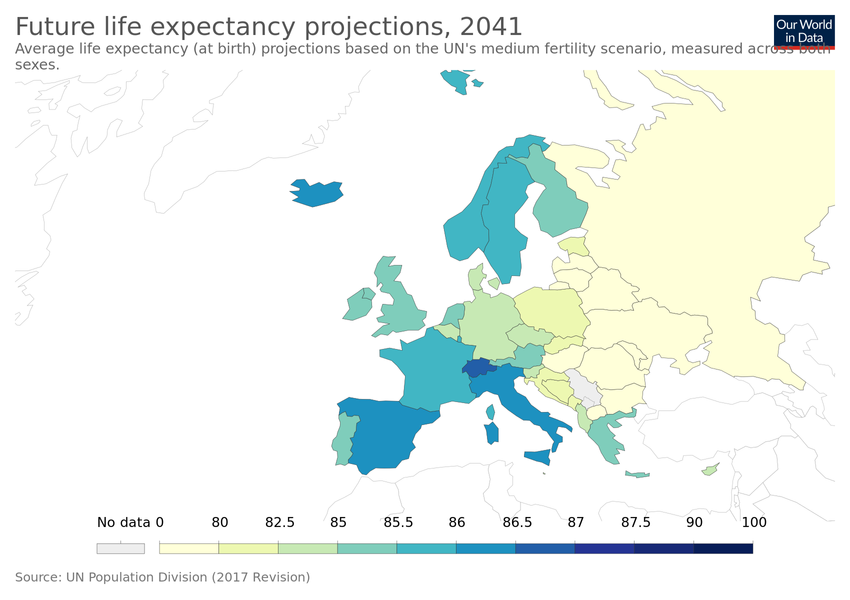 Future life expectancy projections, 2041
Our World
in Data
Average life expectancy (at birth) projections based on the UN's medium fertility scenario, measured across both
sexes.
No data 0 80 82.5 85 85.5 86 86.5 87 87.5 90 100
Source: UN Population Division (2017 Revision)